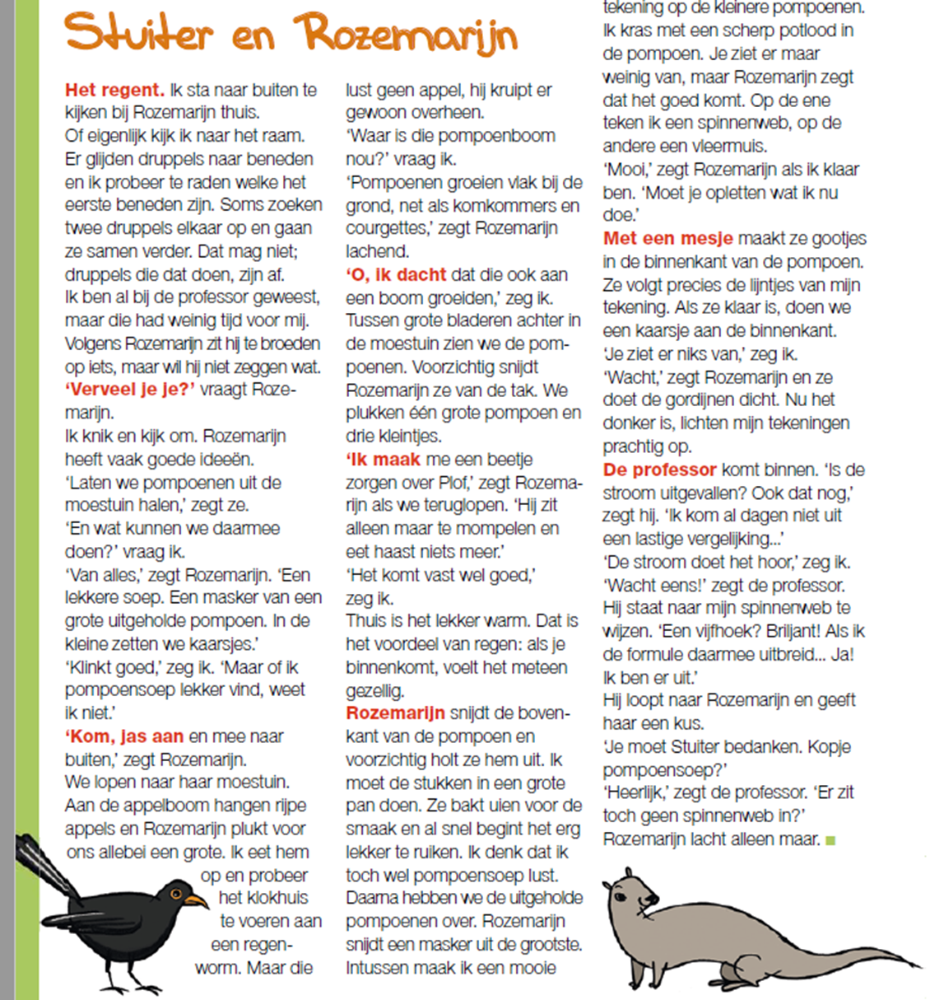 Stuiter en Rozemarijn
Het regent. Ik sta naar buiten te
kijken bij Rozemarijn thuis.
Of eigenlijk kijk ik naar het raam.
Er glijden druppels naar beneden
en ik probeer te raden welke het
eerste beneden zijn. Soms zoeken
twee druppels elkaar op en gaan
ze samen verder. Dat mag niet;
druppels die dat doen, zijn af.
Ik ben al bij de professor geweest,
maar die had weinig tijd voor mij.
Volgens Rozemarijn zit hij te broeden
op iets, maar wil hij niet zeggen wat.
‘Verveel je je?’ vraagt Roze-
marijn.
Ik knik en kijk om. Rozemarijn
heeft vaak goede ideeën.
‘Laten we pompoenen uit de
moestuin halen,’ zegt ze.
‘En wat kunnen we daarmee
doen?’ vraag ik.
‘Van alles,’ zegt Rozemarijn. ‘Een
lekkere soep. Een masker van een
grote uitgeholde pompoen. In de
kleine zetten we kaarsjes.’
‘Klinkt goed,’ zeg ik. ‘Maar of ik
pompoensoep lekker vind, weet
ik niet.’
‘Kom, jas aan en mee naar
buiten,’ zegt Rozemarijn.
We lopen naar haar moestuin.
Aan de appelboom hangen rijpe
appels en Rozemarijn plukt voor
ons allebei een grote. Ik eet hem
op en probeer
het klokhuis
te voeren aan
een regen-
worm. Maar die
lust geen appel, hij kruipt er
gewoon overheen.
‘Waar is die pompoenboom
nou?’ vraag ik.
‘Pompoenen groeien vlak bij de
grond, net als komkommers en
courgettes,’ zegt Rozemarijn
lachend.
‘O, ik dacht dat die ook aan
een boom groeiden,’ zeg ik.
Tussen grote bladeren achter in
de moestuin zien we de pom-
poenen. Voorzichtig snijdt
Rozemarijn ze van de tak. We
plukken één grote pompoen en
drie kleintjes.
‘Ik maak me een beetje
zorgen over Plof,’ zegt Rozema-
rijn als we teruglopen. ‘Hij zit
alleen maar te mompelen en
eet haast niets meer.’
‘Het komt vast wel goed,’
zeg ik.
Thuis is het lekker warm. Dat is
het voordeel van regen: als je
binnenkomt, voelt het meteen
gezellig.
Rozemarijn snijdt de boven-
kant van de pompoen en
voorzichtig holt ze hem uit. Ik
moet de stukken in een grote
pan doen. Ze bakt uien voor de
smaak en al snel begint het erg
lekker te ruiken. Ik denk dat ik
toch wel pompoensoep lust.
Daarna hebben we de uitgeholde
pompoenen over. Rozemarijn
snijdt een masker uit de grootste.
Intussen maak ik een mooie
tekening op de kleinere pompoenen.
Ik kras met een scherp potlood in
de pompoen. Je ziet er maar
weinig van, maar Rozemarijn zegt
dat het goed komt. Op de ene
teken ik een spinnenweb, op de
andere een vleermuis.
‘Mooi,’ zegt Rozemarijn als ik klaar
ben. ‘Moet je opletten wat ik nu
doe.’
Met een mesje maakt ze gootjes
in de binnenkant van de pompoen.
Ze volgt precies de lijntjes van mijn
tekening. Als ze klaar is, doen we
een kaarsje aan de binnenkant.
‘Je ziet er niks van,’ zeg ik.
‘Wacht,’ zegt Rozemarijn en ze
doet de gordijnen dicht. Nu het
donker is, lichten mijn tekeningen
prachtig op.
De professor komt binnen. ‘Is de
stroom uitgevallen? Ook dat nog,’
zegt hij. ‘Ik kom al dagen niet uit
een lastige vergelijking...’
‘De stroom doet het hoor,’ zeg ik.
‘Wacht eens!’ zegt de professor.
Hij staat naar mijn spinnenweb te
wijzen. ‘Een vijfhoek? Briljant! Als ik
de formule daarmee uitbreid... Ja!
Ik ben er uit.’
Hij loopt naar Rozemarijn en geeft
haar een kus.
‘Je moet Stuiter bedanken. Kopje
pompoensoep?’
‘Heerlijk,’ zegt de professor. ‘Er zit
toch geen spinnenweb in?’
Rozemarijn lacht alleen maar.